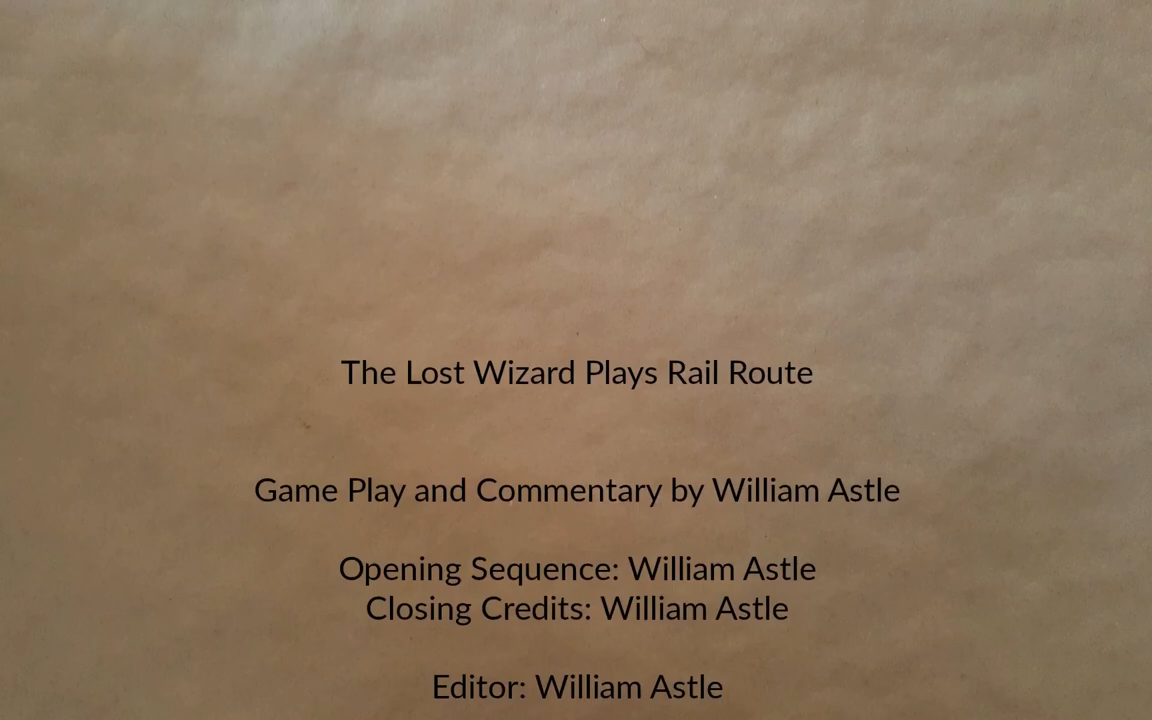 The Lost Wizard Plays Rail Route
Game Play and Commentary by William Astle
Opening Sequence: William Astle
Closing Credits: William Astle
Editor: William Astle